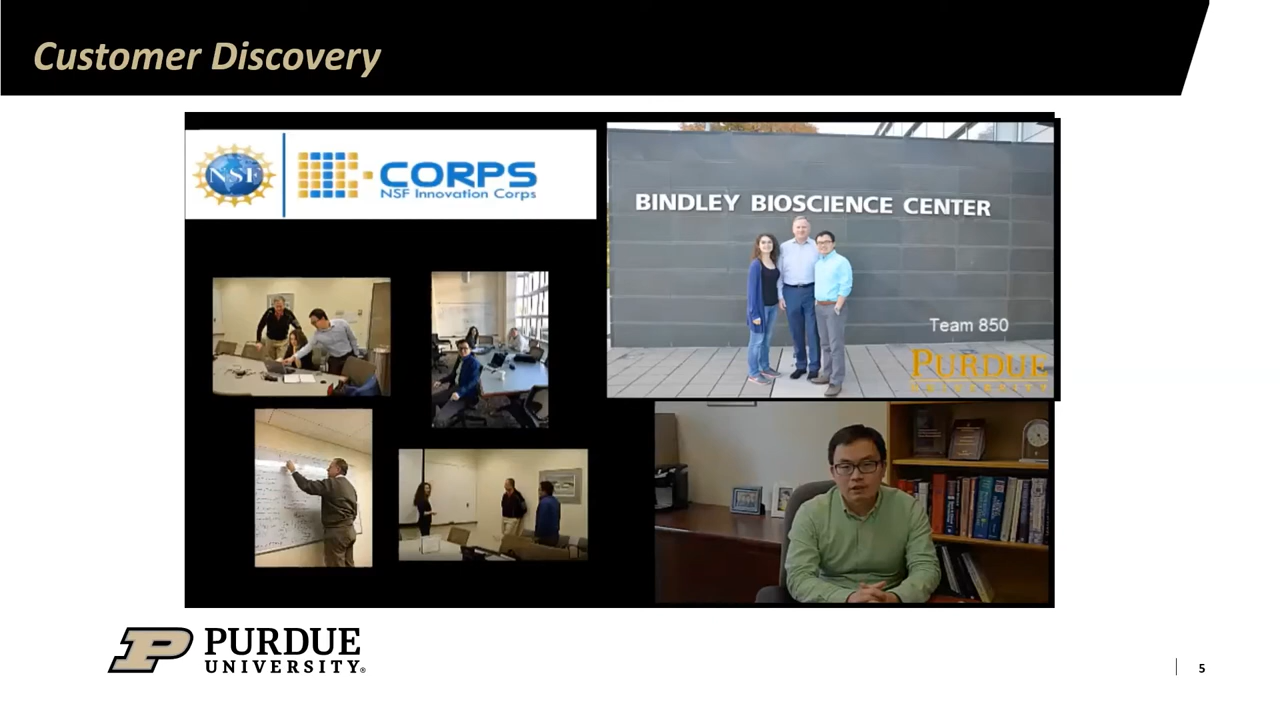 Customer Discovery
NSF
I-CORPS
NSF Innovation Corps
BINDLEY BIOSCIENCE CENTER
Team 850
PURDUE
UNIVERSITY
PURDUE
UNIVERSITY®
5